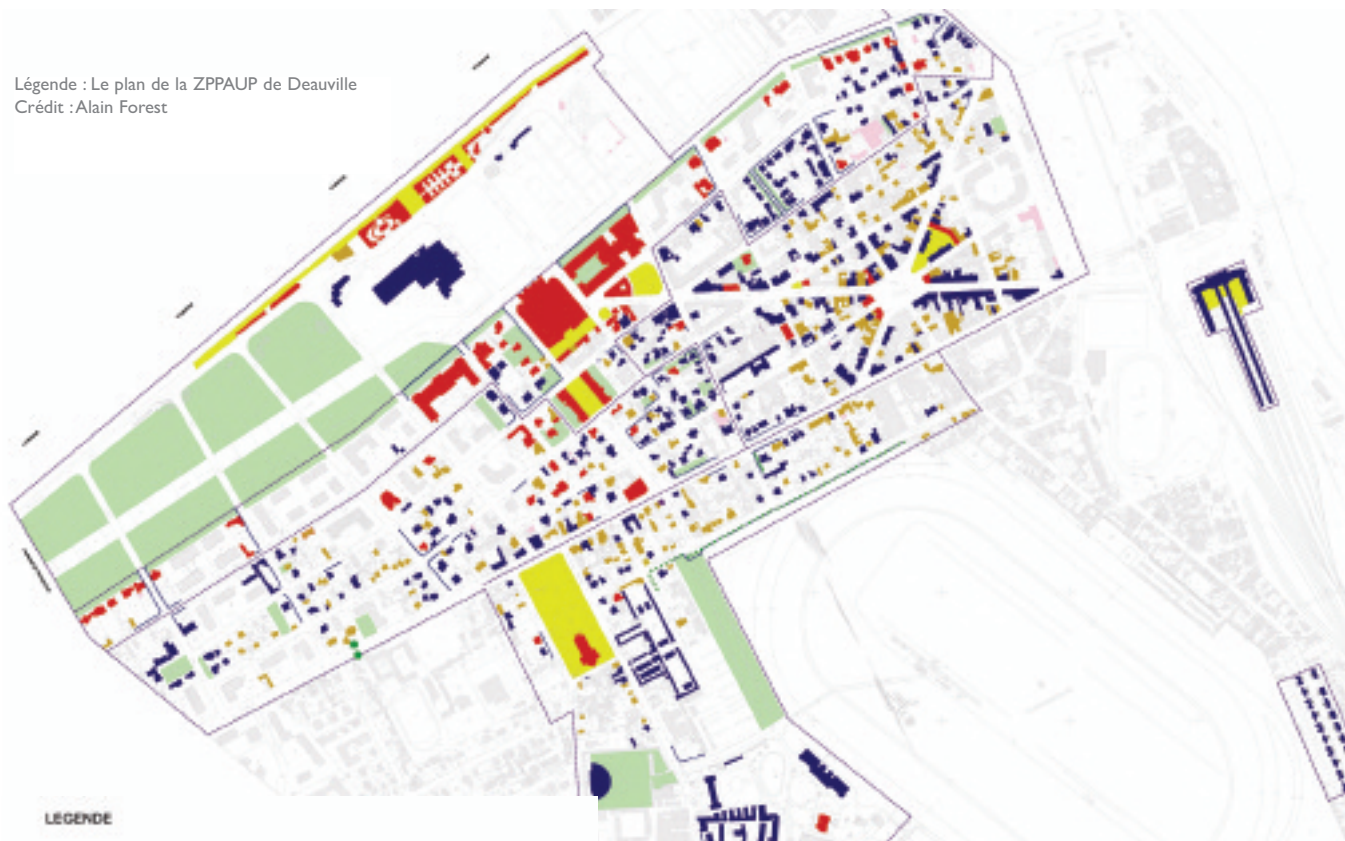 Légende : Le plan de la ZPPAUP de Deauville
Crédit : Alain Forest
LEGENDE